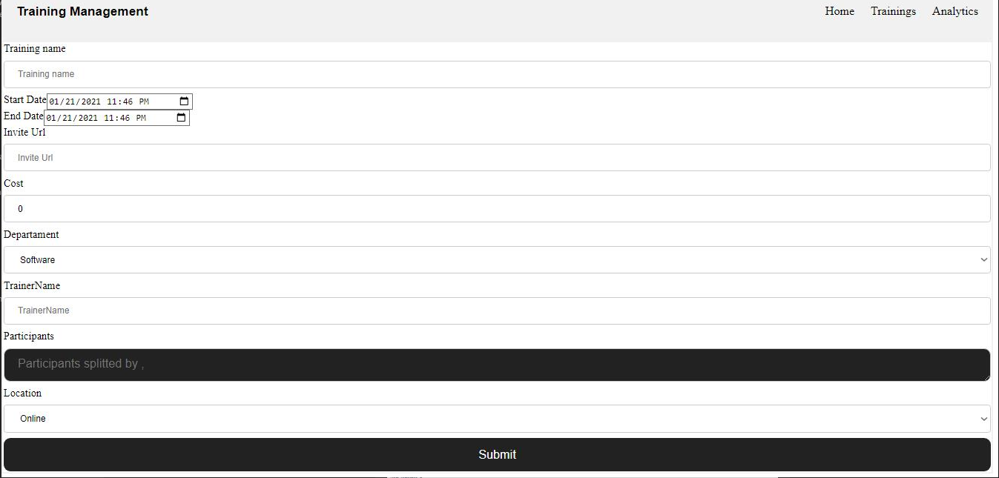 Training Management Home Trainings Analytics
Training name
Training name
Start Date 01/21/2021 11:46 PM
End Date 01/21/2021 11:46 PM
Invite Url
Invite Url
Cost
0
Departament
Software
TrainerName
TrainerName
Participants
Participants splitted by ,
Location
Online
Submit